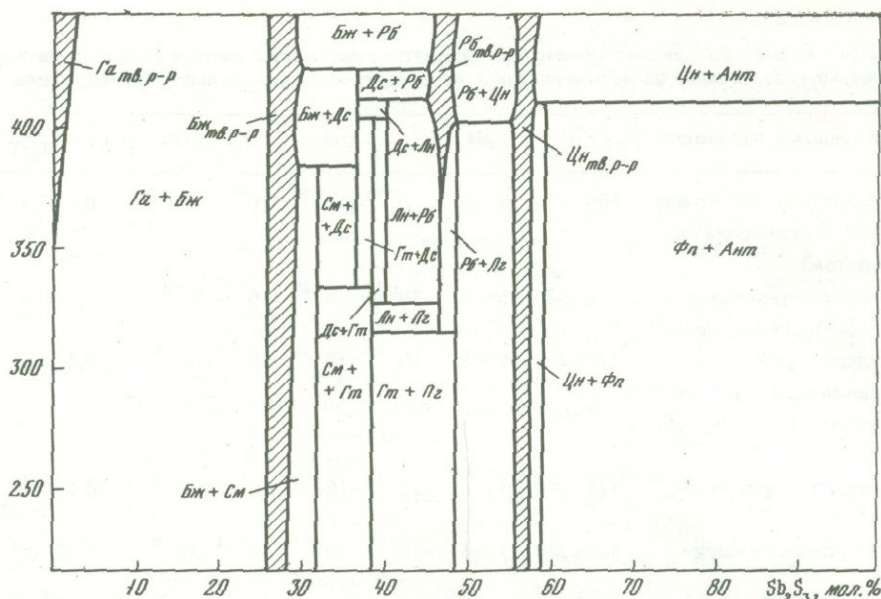 Бж + Рб
Га тв.р-р
Рб тв.р-р
Дс + Рб
Рб + Цн
Цн + Ант
Бж тв.р-р
Бж + Дс
400
Дс + Лн
Цн тв.р-р
Га + Бж
См +
+ Дс
Лн + Рб
350
Гт + Дс
Рб + Пг
Фп + Ант
300
Дс + Гт
Лн + Пг
См +
+ Гт
Гт + Пг
Цн + Фп
250
Бж + См
10 20 30 40 50 60 70 80 Sb2S3, мол.%